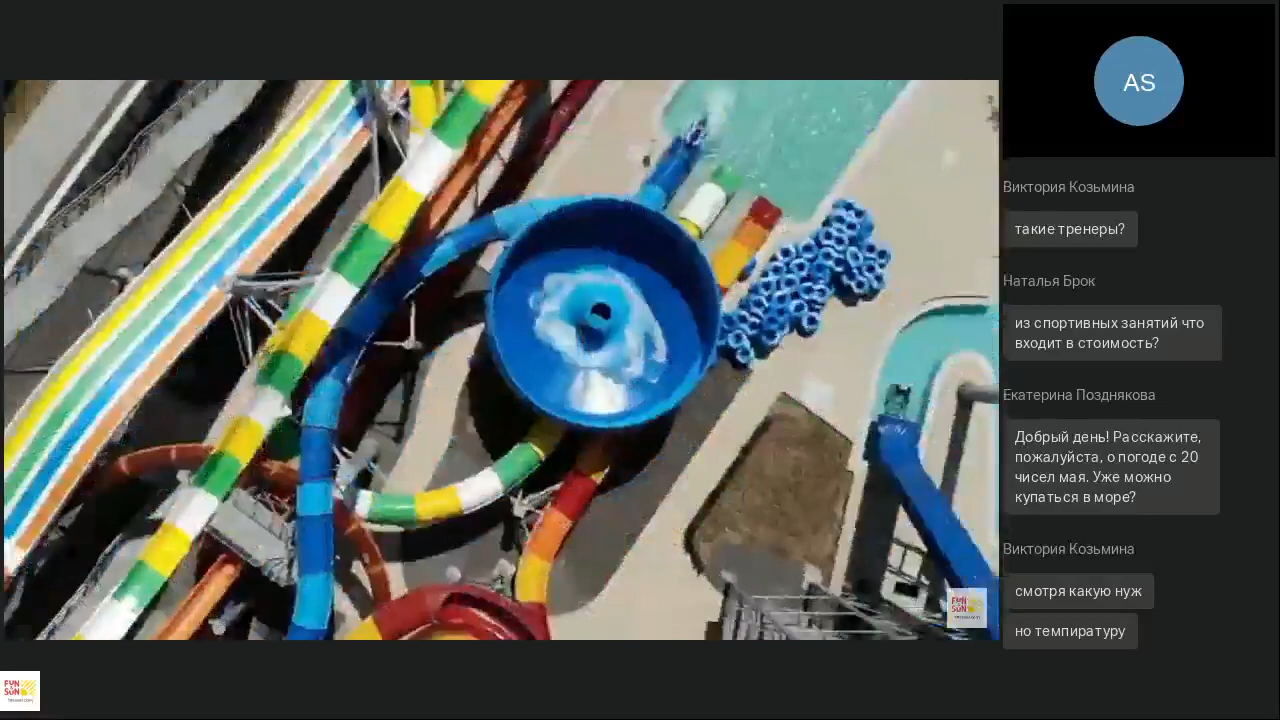 AS
Виктория Козьмина
такие тренеры?
Наталья Брок
из спортивных занятий что
входит в стоимость?
Екатерина Позднякова
Добрый день! Расскажите,
пожалуйста, о погоде с 20
чисел мая. Уже можно
купаться в море?
Виктория Козьмина
смотря какую нуж
но темпиратуру
FUN
SUN
FUN
SUN